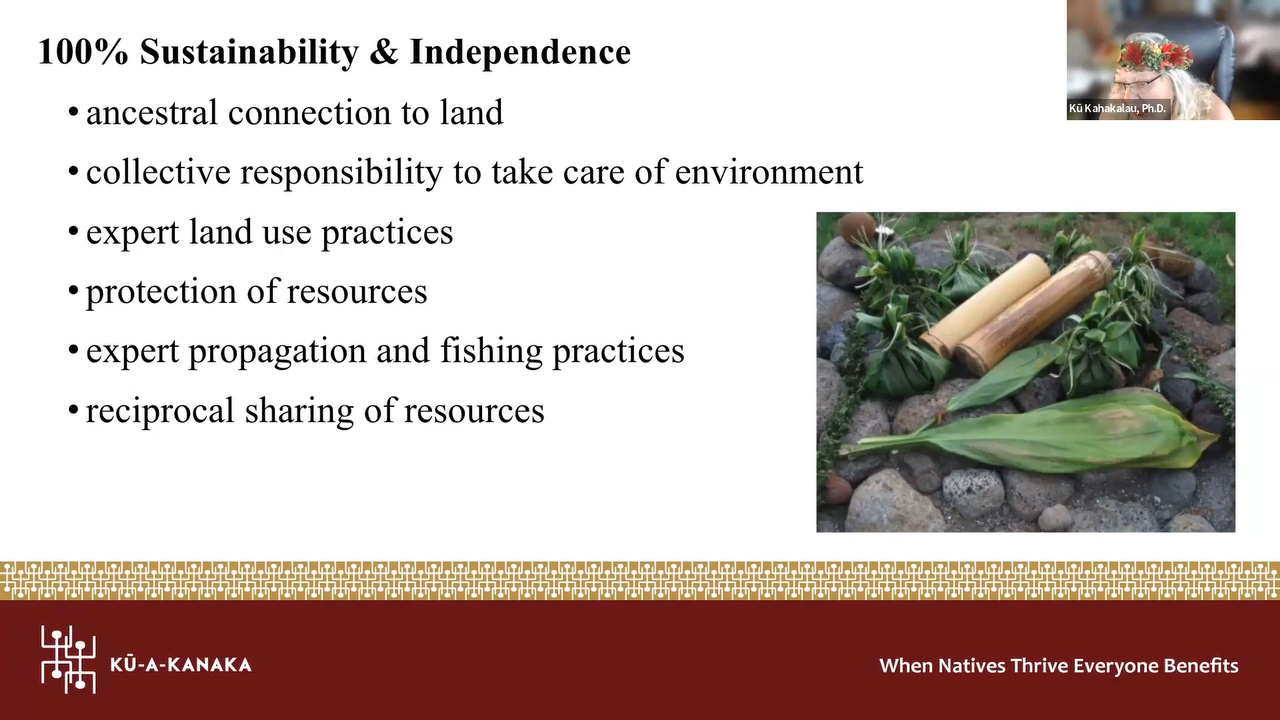 100% Sustainability & Independence
• ancestral connection to land
• collective responsibility to take care of environment
• expert land use practices
• protection of resources
• expert propagation and fishing practices
• reciprocal sharing of resources
Kū Kahakalau, Ph.D.
KŪ-A-KANAKA
When Natives Thrive Everyone Benefits